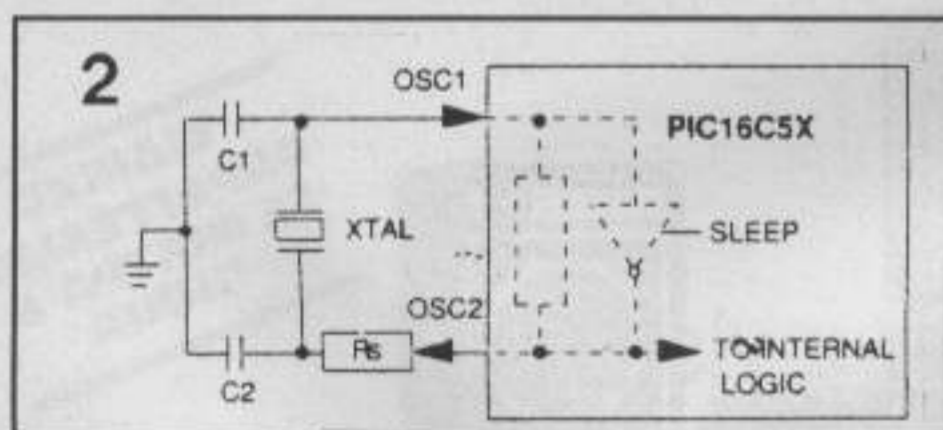 2
OSC1
PIC16C5X
C1
XTAL
SLEEP
OSC2
Rs
TO INTERNAL
LOGIC
C2